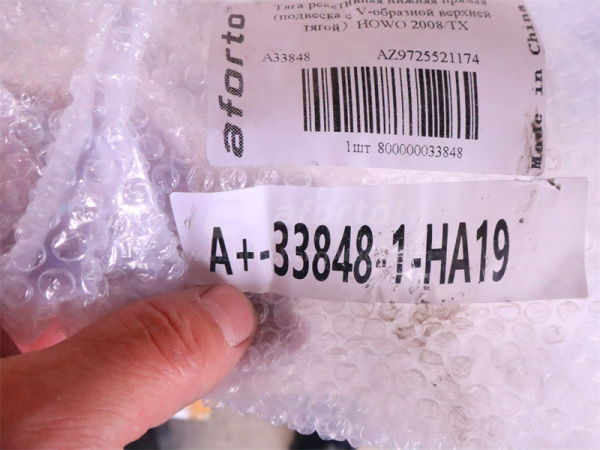 Тяга реактивная нижняя прямая
(подвеска с V-образной верхней
тягой) HOWO 2008/TX
A33848 AZ9725521174
1шт 800000033848
aforto
Made in China
aforto
A+-33848-1-HA19